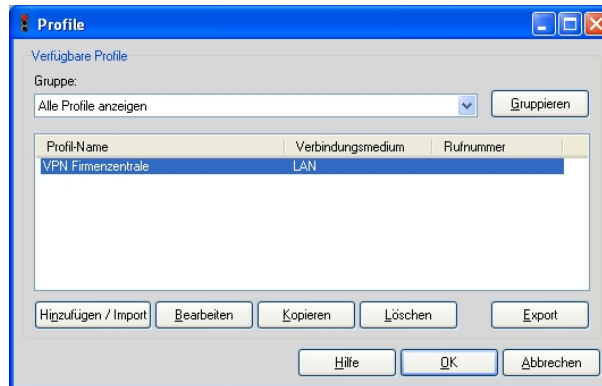 Profile
Verfügbare Profile
Gruppe:
Alle Profile anzeigen
Gruppieren
Profil-Name Verbindungsmedium Rufnummer
VPN Firmenzentrale LAN
Hinzufügen / Import Bearbeiten Kopieren Löschen Export
Hilfe OK Abbrechen